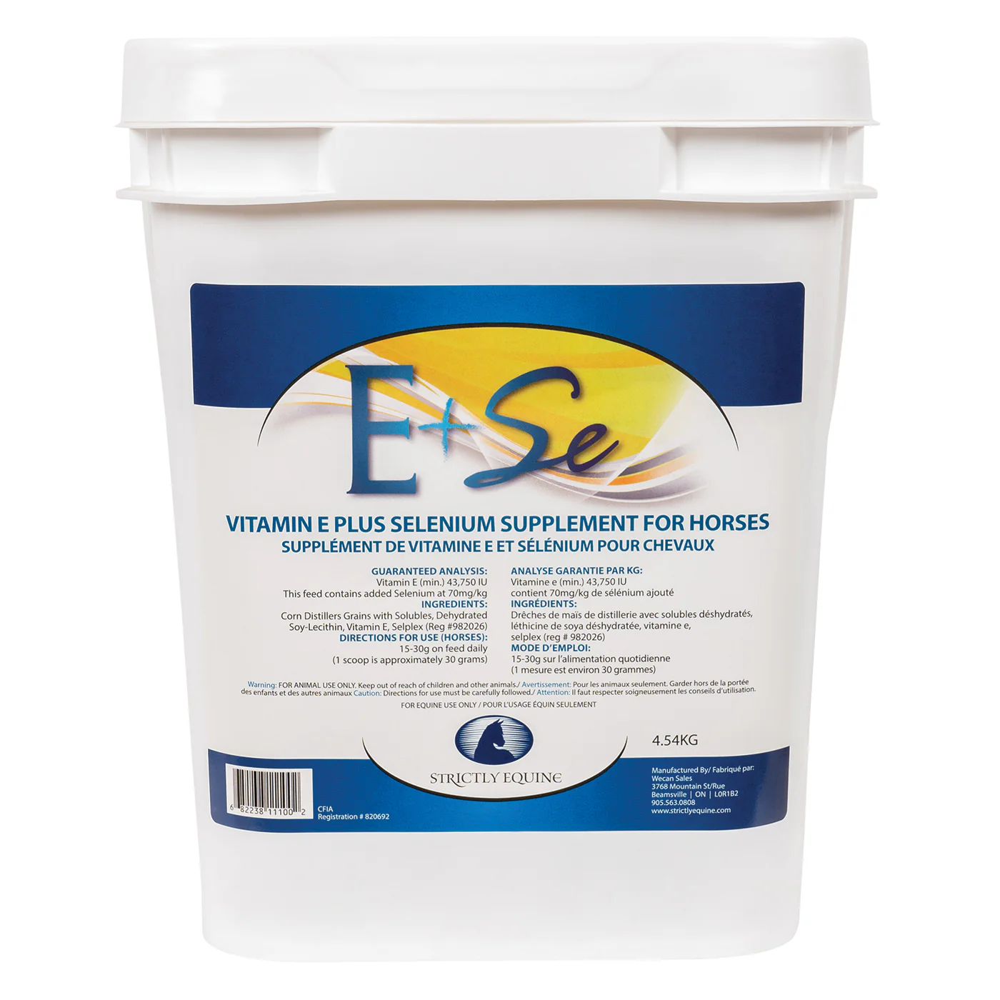 E+Se
VITAMIN E PLUS SELENIUM SUPPLEMENT FOR HORSES
SUPPLÉMENT DE VITAMINE E ET SÉLÉNIUM POUR CHEVAUX
GUARANTEED ANALYSIS:
Vitamin E (min.) 43,750 IU
This feed contains added Selenium at 70mg/kg
INGREDIENTS:
Corn Distillers Grains with Solubles, Dehydrated
Soy-Lecithin, Vitamin E, Selplex (Reg #982026)
DIRECTIONS FOR USE (HORSES):
15-30g on feed daily
(1 scoop is approximately 30 grams)
ANALYSE GARANTIE PAR KG:
Vitamine e (min.) 43,750 IU
contient 70mg/kg de sélénium ajouté
INGRÉDIENTS:
Drêches de maïs de distillerie avec solubles déshydratés,
léthicine de soya déshydratée, vitamine e,
selplex (reg # 982026)
MODE D'EMPLOI:
15-30g sur l'alimentation quotidienne
(1 mesure est environ 30 grammes)
Warning: FOR ANIMAL USE ONLY. Keep out of reach of children and other animals./ Avertissement: Pour les animaux seulement. Garder hors de la portée
des enfants et des autres animaux Caution: Directions for use must be carefully followed./ Attention: Il faut respecter soigneusement les conseils d'utilisation.
FOR EQUINE USE ONLY / POUR L'USAGE ÉQUIN SEULEMENT
STRICTLY EQUINE
4.54KG
6 82238 11100 2
CFIA
Registration # 820692
Manufactured By/ Fabriqué par:
Wecan Sales
3768 Mountain St/Rue
Beamsville | ON | L0R1B2
905.563.0808
www.strictlyequine.com